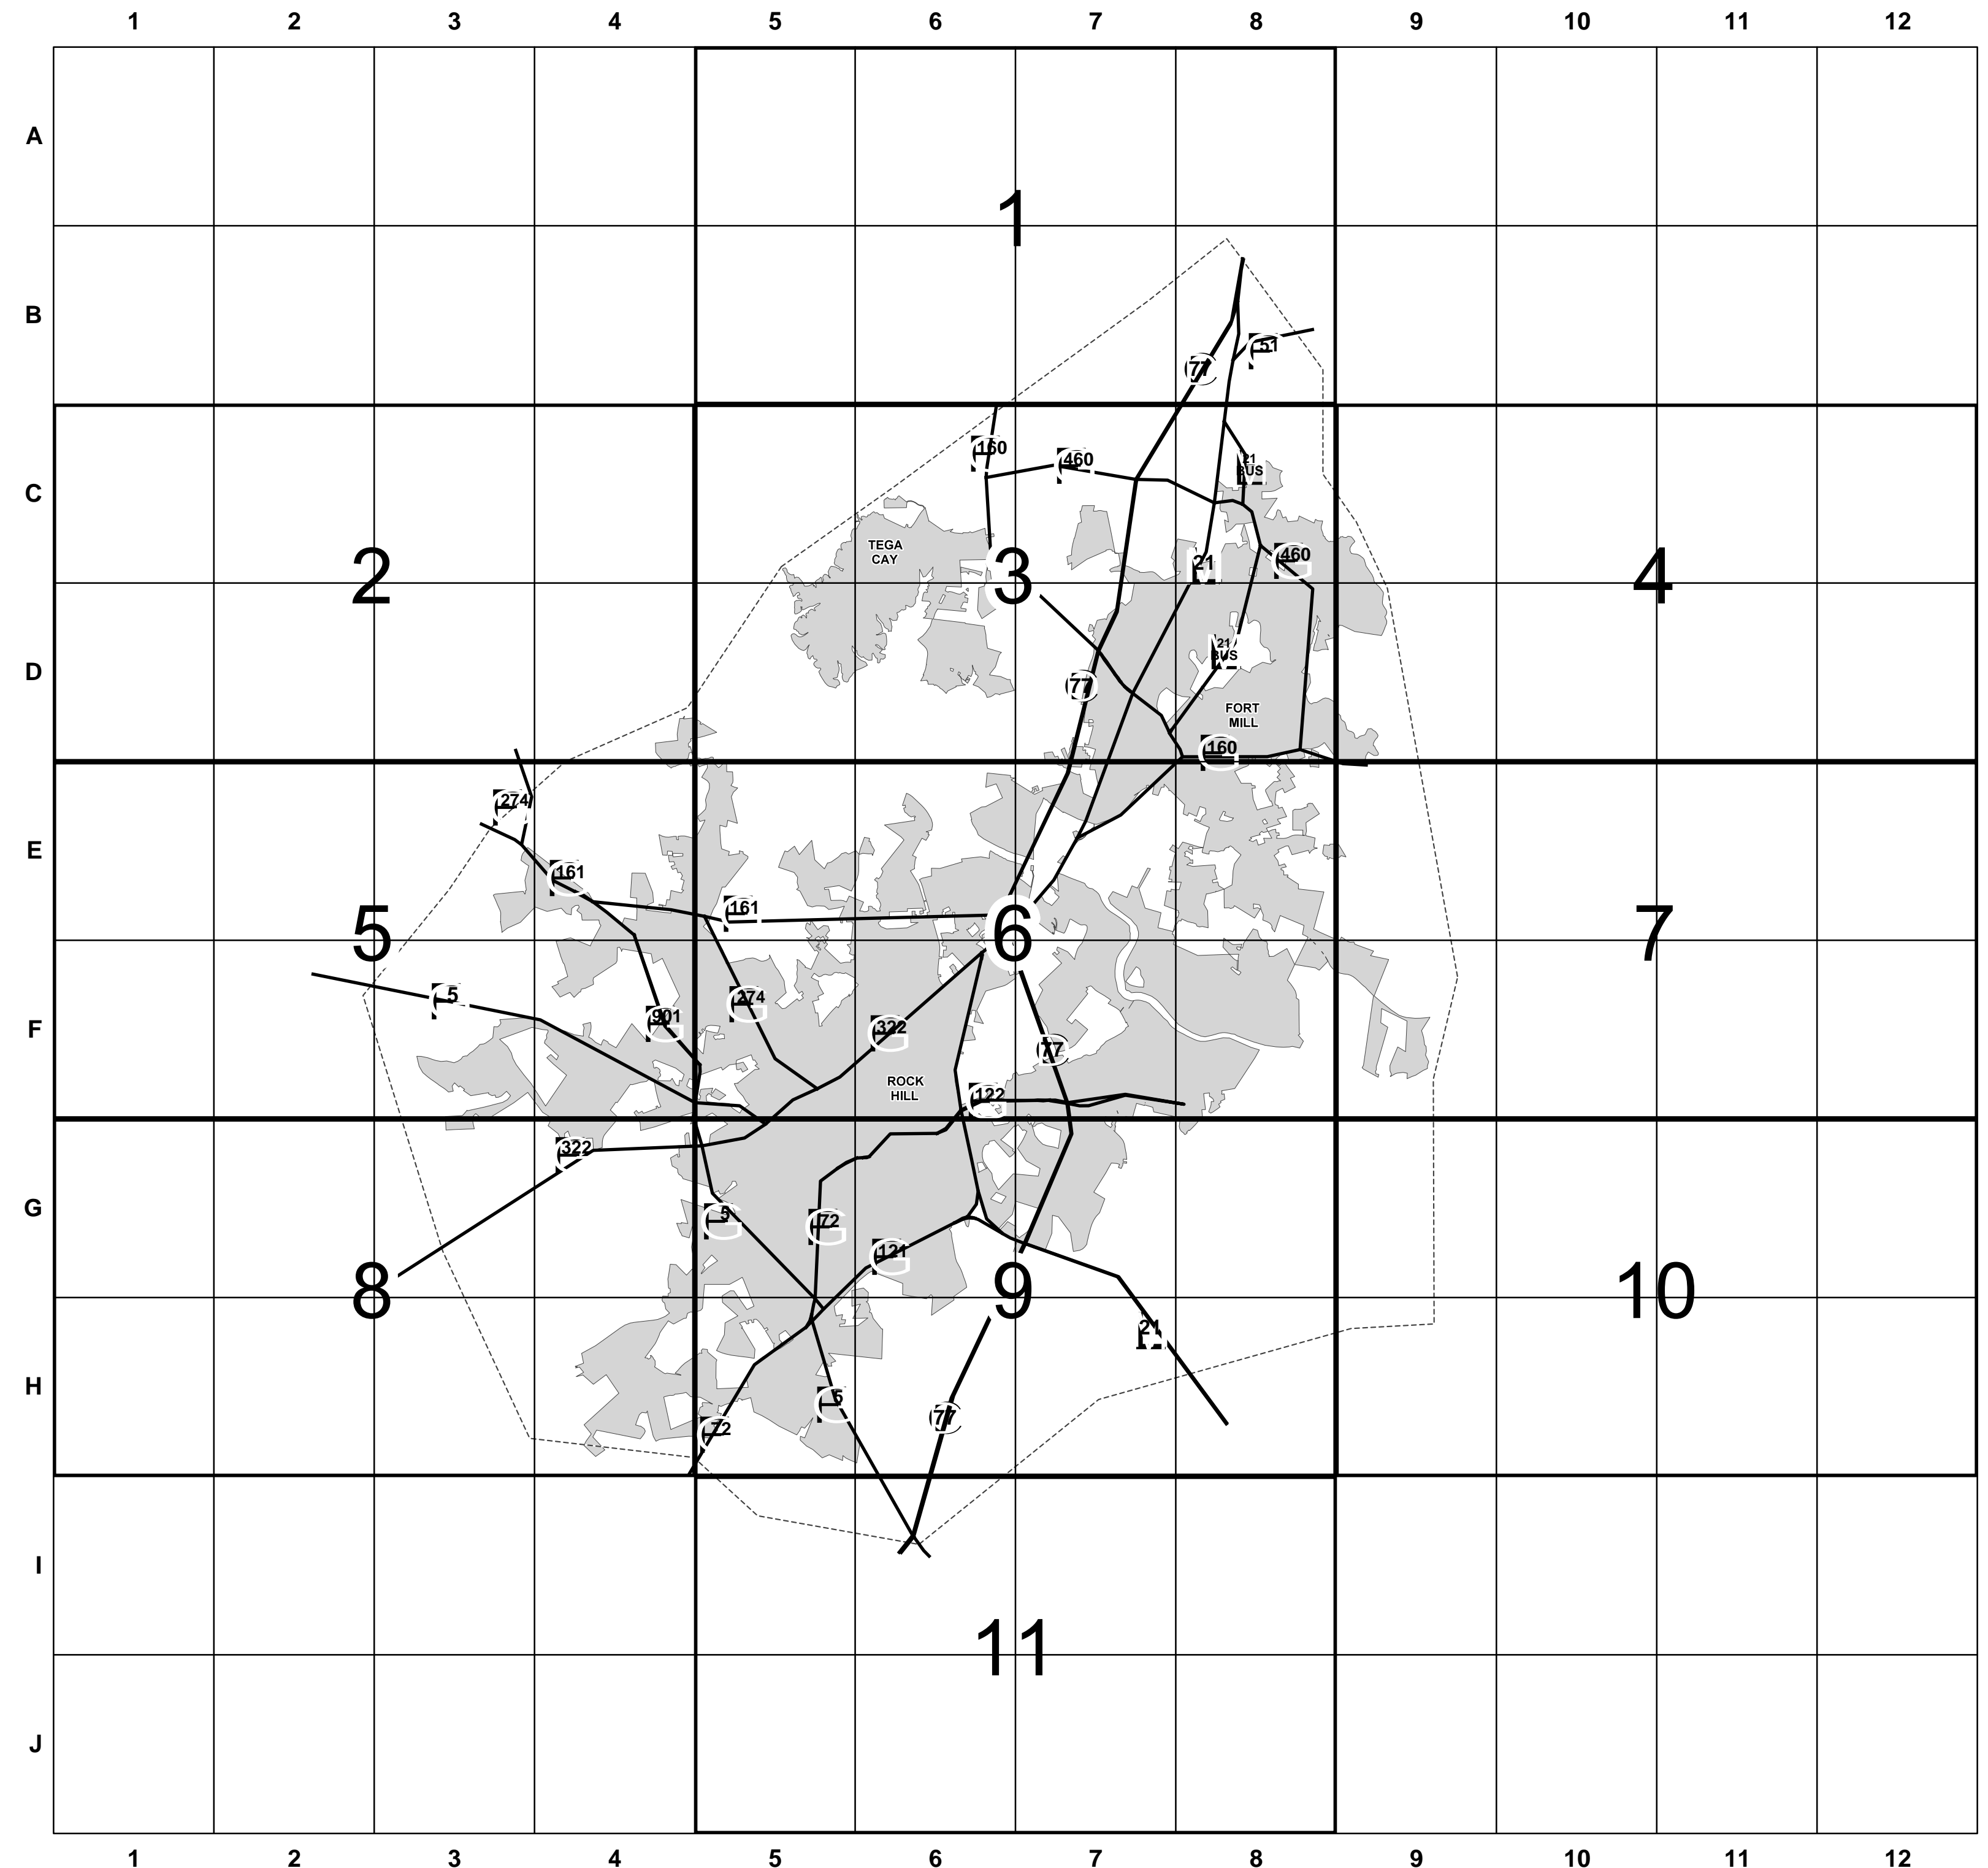 1 2 3 4 5 6 7 8 9 10 11 12
A
1
B
51
77
160
460
21
BUS
C
TEGA
CAY
2
3
21
460
4
21
BUS
D
77
FORT
MILL
160
274
E
161
161
5
6
7
5
274
901
322
F
77
ROCK
HILL
122
322
G
5
72
121
8
9
10
21
H
5
77
72
I
11
J
1 2 3 4 5 6 7 8 9 10 11 12